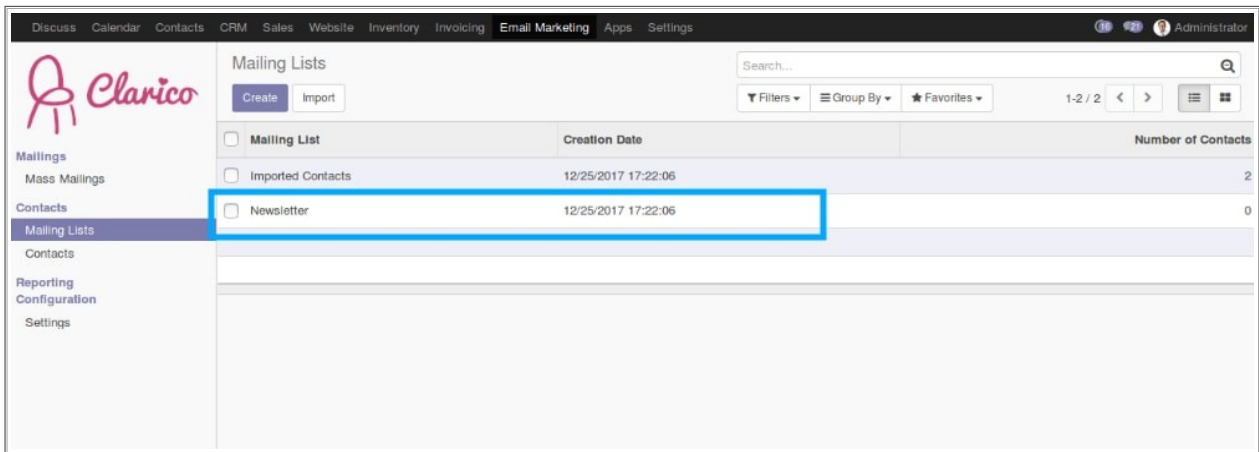 Discuss Calendar Contacts CRM Sales Website Inventory Invoicing Email Marketing Apps Settings 16 21 Administrator
Clarico
Mailing Lists
Search...
Create Import
Filters Group By Favorites 1-2 / 2
Mailings
Mass Mailings
Contacts
Mailing Lists
Contacts
Reporting
Configuration
Settings
Mailing List Creation Date Number of Contacts
Imported Contacts 12/25/2017 17:22:06 2
Newsletter 12/25/2017 17:22:06 0